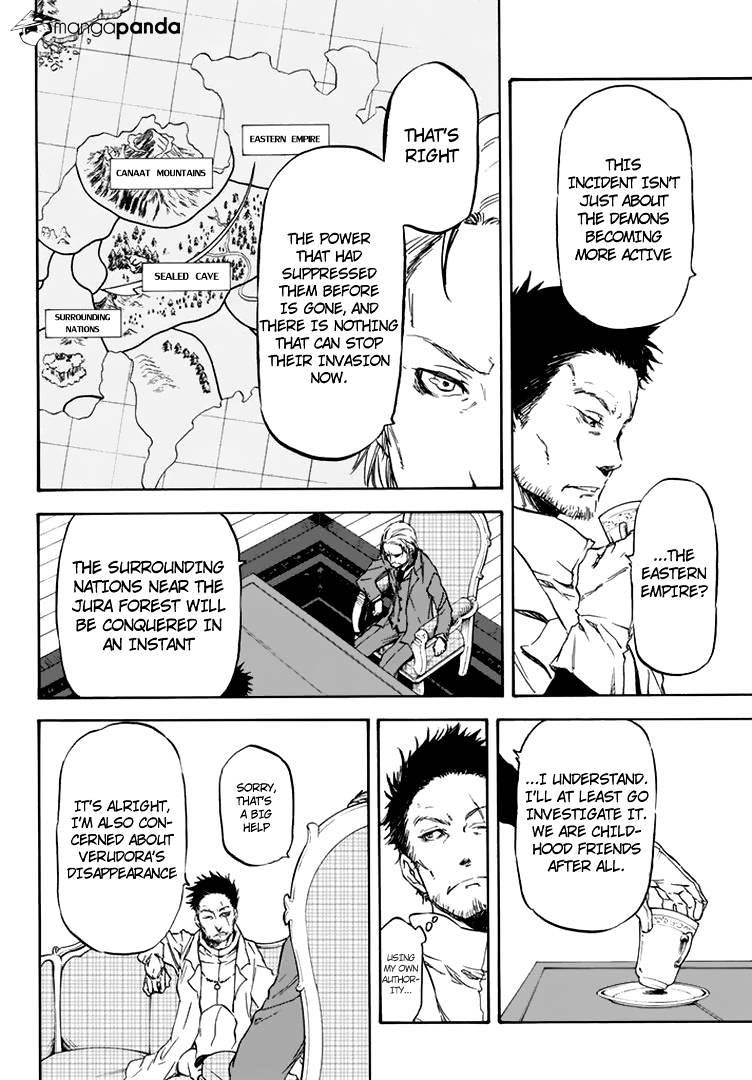 mangapanda
THIS
INCIDENT ISN'T
JUST ABOUT
THE DEMONS
BECOMING
MORE ACTIVE
...THE
EASTERN
EMPIRE?
THAT'S
RIGHT
THE POWER
THAT HAD
SUPPRESSED
THEM BEFORE
IS GONE, AND
THERE IS NOTHING
THAT CAN STOP
THEIR INVASION
NOW.
EASTERN EMPIRE
CANAAT MOUNTAINS
SEALED CAVE
SURROUNDING
NATIONS
THE SURROUNDING
NATIONS NEAR THE
JURA FOREST WILL
BE CONQUERED IN
AN INSTANT
...I UNDERSTAND.
I'LL AT LEAST GO
INVESTIGATE IT.
WE ARE CHILD-
HOOD FRIENDS
AFTER ALL.
USING
MY OWN
AUTHOR-
ITY...
SORRY,
THAT'S
A BIG
HELP
IT'S ALRIGHT,
I'M ALSO CON-
CERNED ABOUT
VERUDORA'S
DISAPPEARANCE